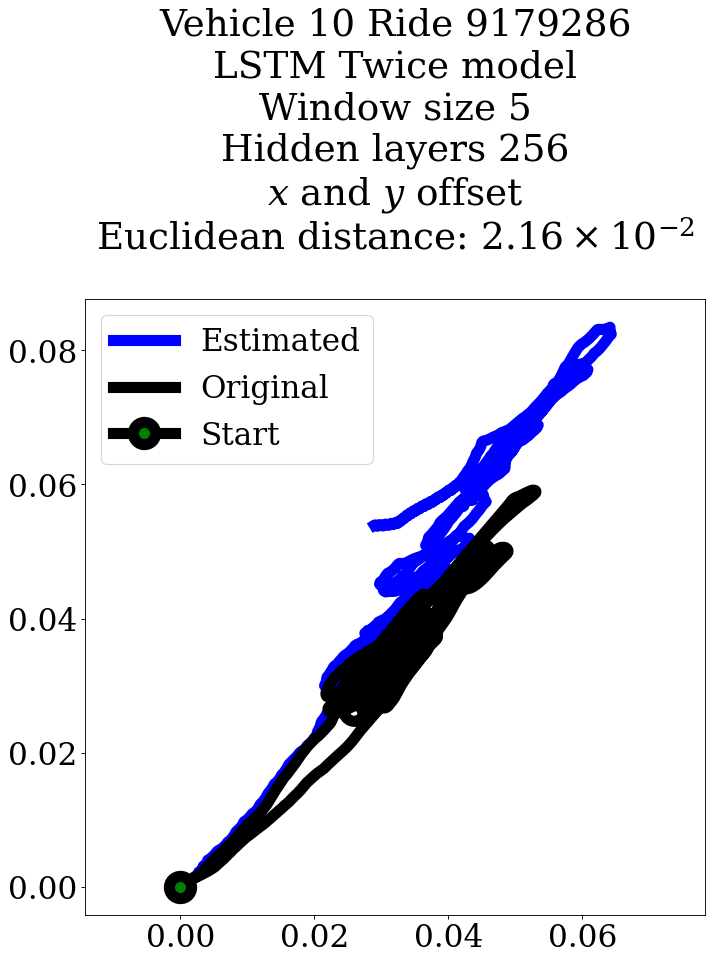 Vehicle 10 Ride 9179286
LSTM Twice model
Window size 5
Hidden layers 256
x and y offset
Euclidean distance: 2.16 × 10⁻²
Estimated
Original
Start
0.08
0.06
0.04
0.02
0.00
0.00 0.02 0.04 0.06